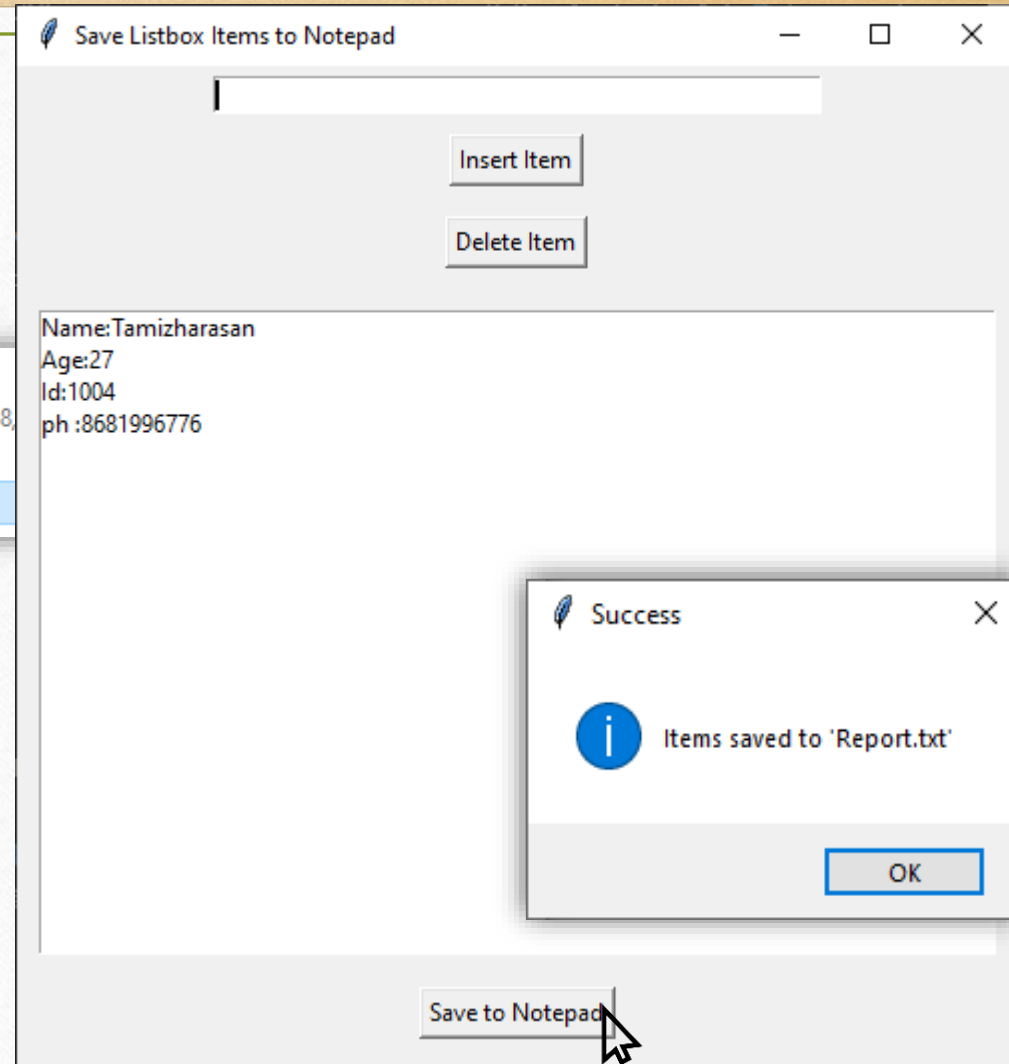 Save Listbox Items to Notepad
Insert Item
Delete Item
Name:Tamizharasan
Age:27
Id:1004
8,
ph :8681996776
Success
Items saved to 'Report.txt'
OK
Save to Notepad